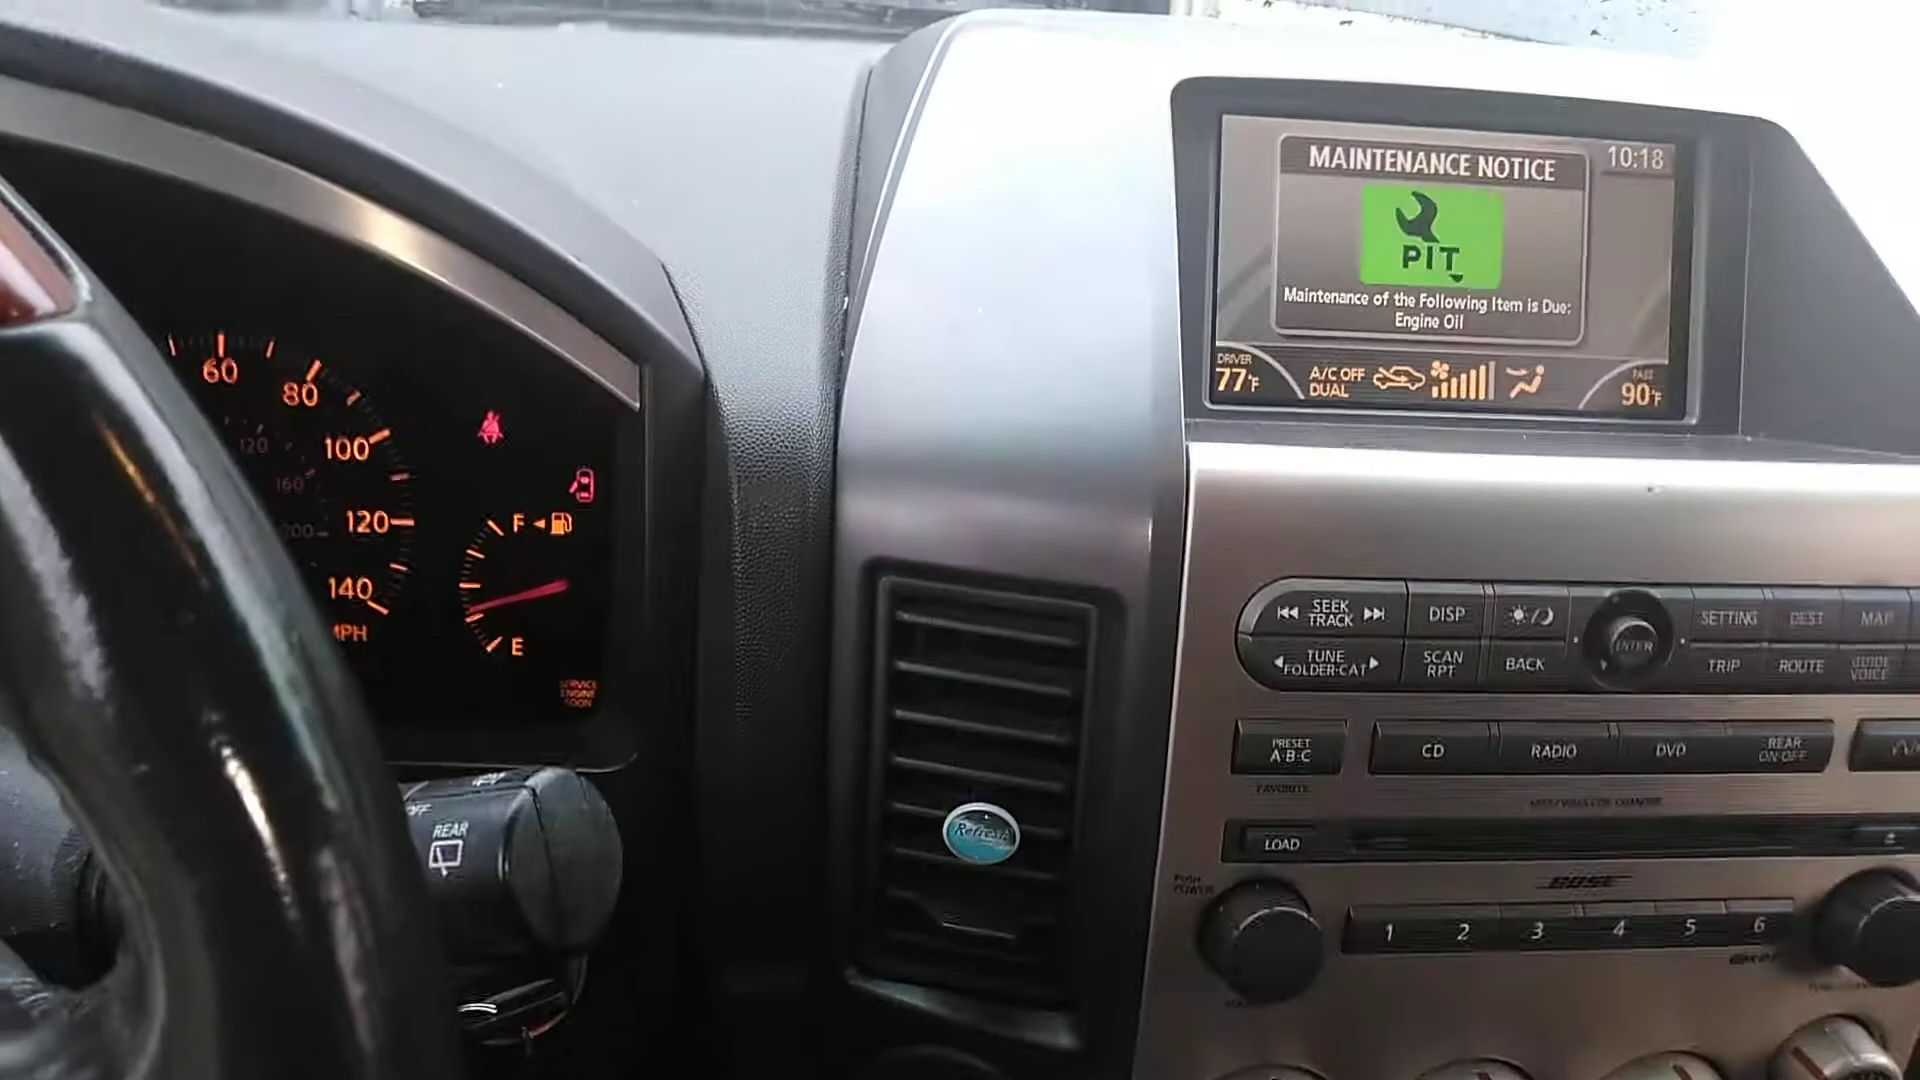 MAINTENANCE NOTICE
10:18
PIT
Maintenance of the Following Item is Due:
Engine Oil
DRIVER
77°F
A/C OFF
DUAL
PASS
90°F
60
80
100
120
140
MPH
120
160
200
F
E
SERVICE
ENGINE
SOON
OFF
REAR
Refresh
SEEK
TRACK
DISP
ENTER
SETTING
DEST
MAP
TUNE
FOLDER·CAT
SCAN
RPT
BACK
TRIP
ROUTE
GUIDE
VOICE
PRESET
A·B·C
CD
RADIO
DVD
REAR
ON·OFF
FAVORITE
LOAD
PUSH
POWER
BOSE
1
2
3
4
5
6